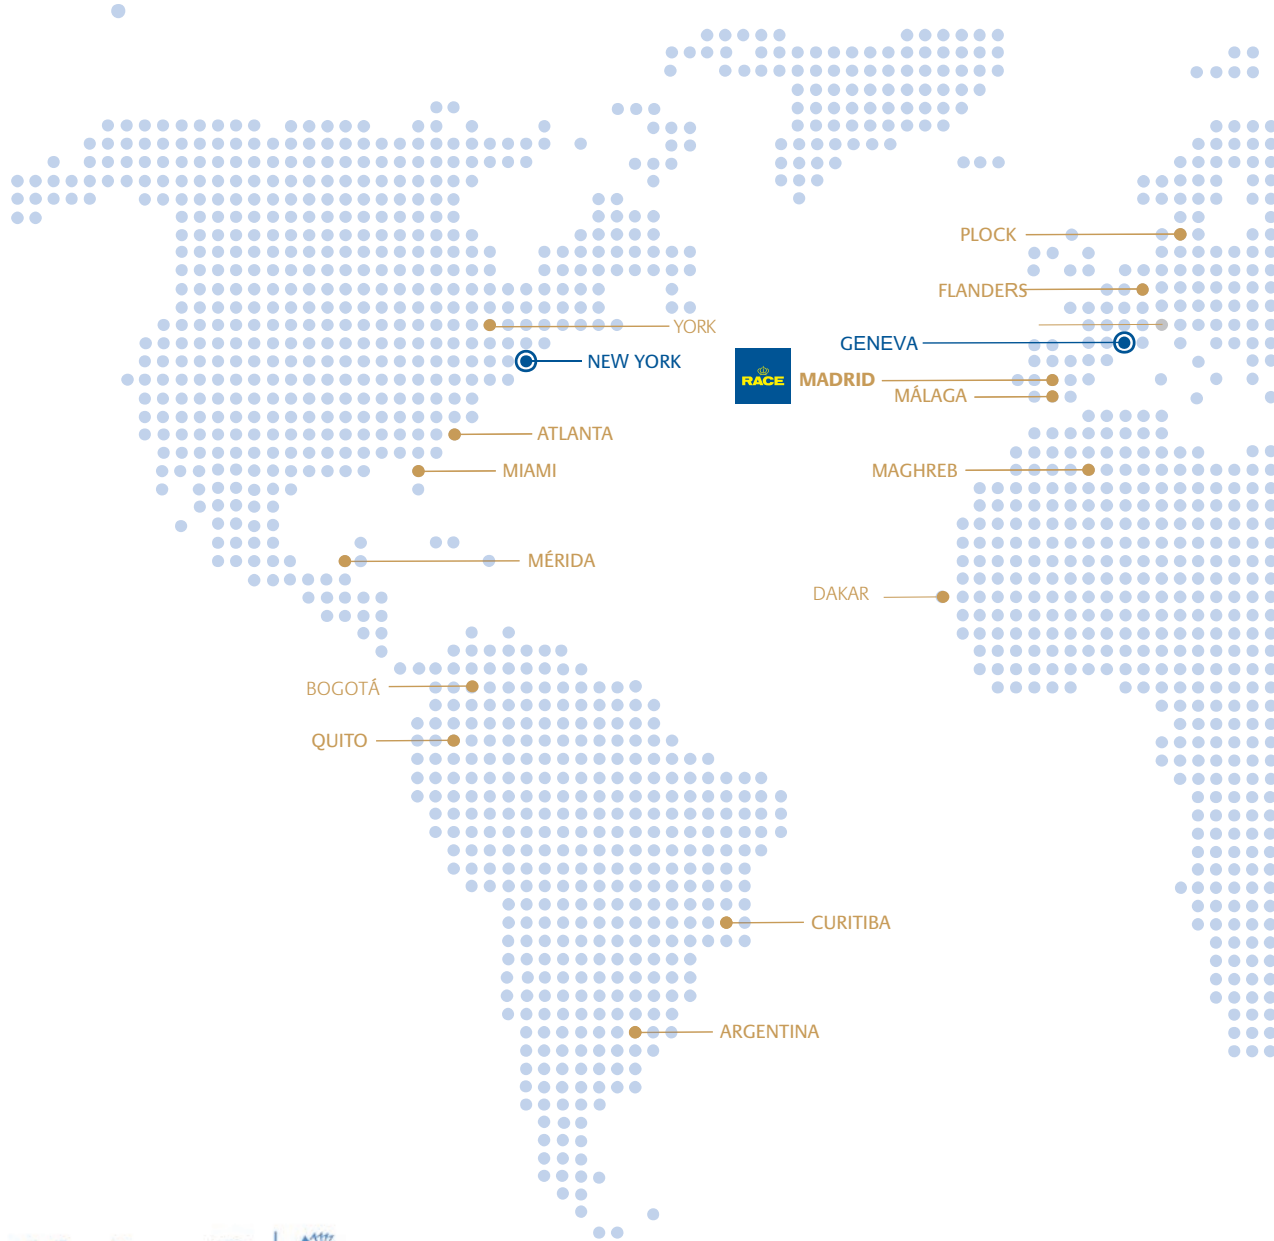 PLOCK
FLANDERS
YORK
GENEVA
NEW YORK
RACE
MADRID
MÁLAGA
ATLANTA
MIAMI
MAGHREB
MÉRIDA
DAKAR
BOGOTÁ
QUITO
CURITIBA
ARGENTINA